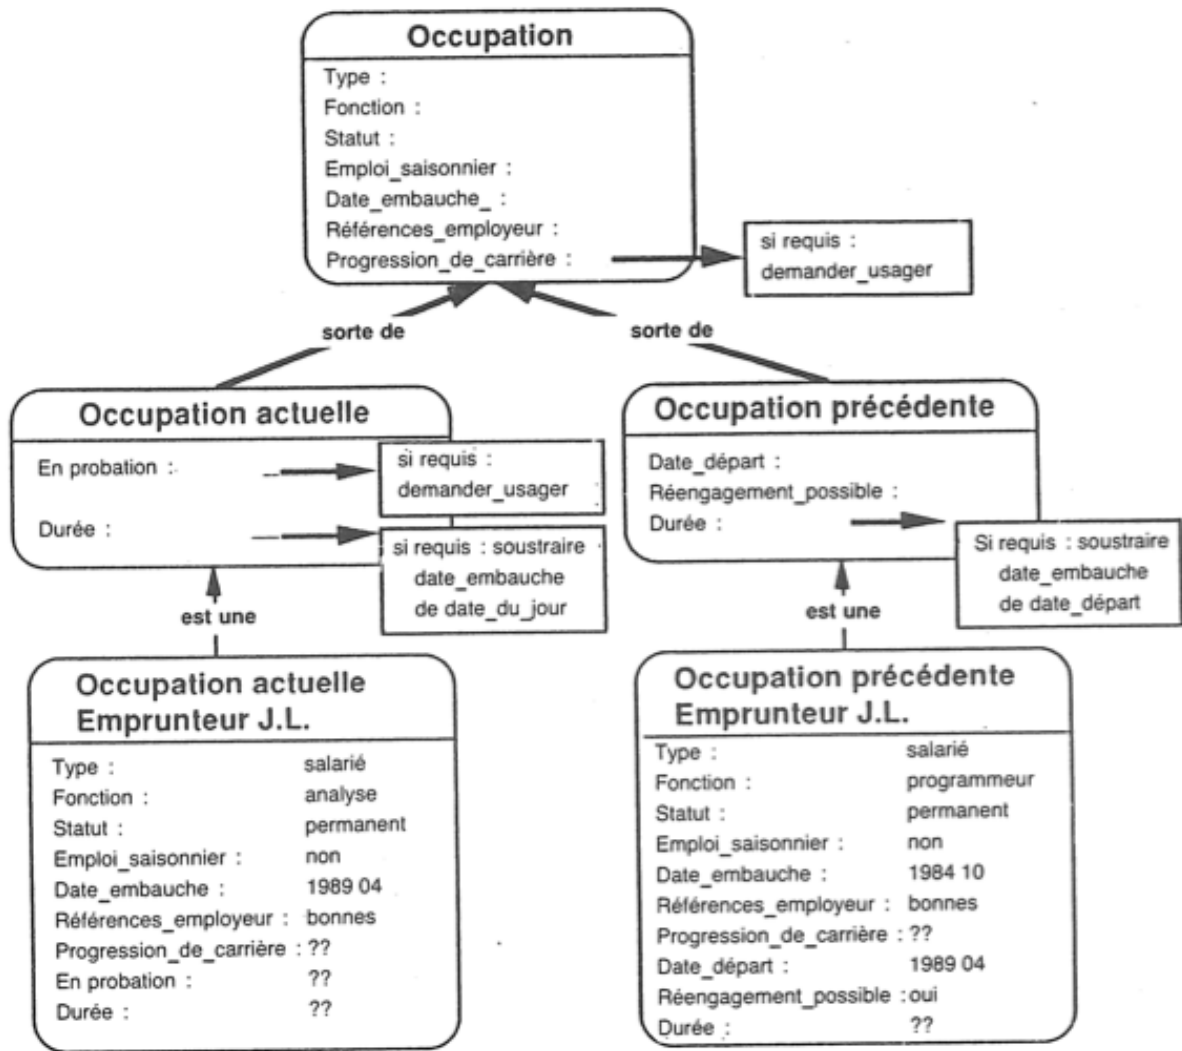 Occupation
Type :
Fonction :
Statut :
Emploi_saisonnier :
Date_embauche_ :
Références_employeur :
Progression_de_carrière :
si requis :
demander_usager
sorte de
sorte de
Occupation actuelle
En probation :
Durée :
si requis :
demander_usager
si requis : soustraire
date_embauche
de date_du_jour
Occupation précédente
Date_départ :
Réengagement_possible :
Durée :
Si requis : soustraire
date_embauche
de date_départ
est une
est une
Occupation actuelle
Emprunteur J.L.
Type : salarié
Fonction : analyse
Statut : permanent
Emploi_saisonnier : non
Date_embauche : 1989 04
Références_employeur : bonnes
Progression_de_carrière : ??
En probation : ??
Durée : ??
Occupation précédente
Emprunteur J.L.
Type : salarié
Fonction : programmeur
Statut : permanent
Emploi_saisonnier : non
Date_embauche : 1984 10
Références_employeur : bonnes
Progression_de_carrière : ??
Date_départ : 1989 04
Réengagement_possible : oui
Durée : ??